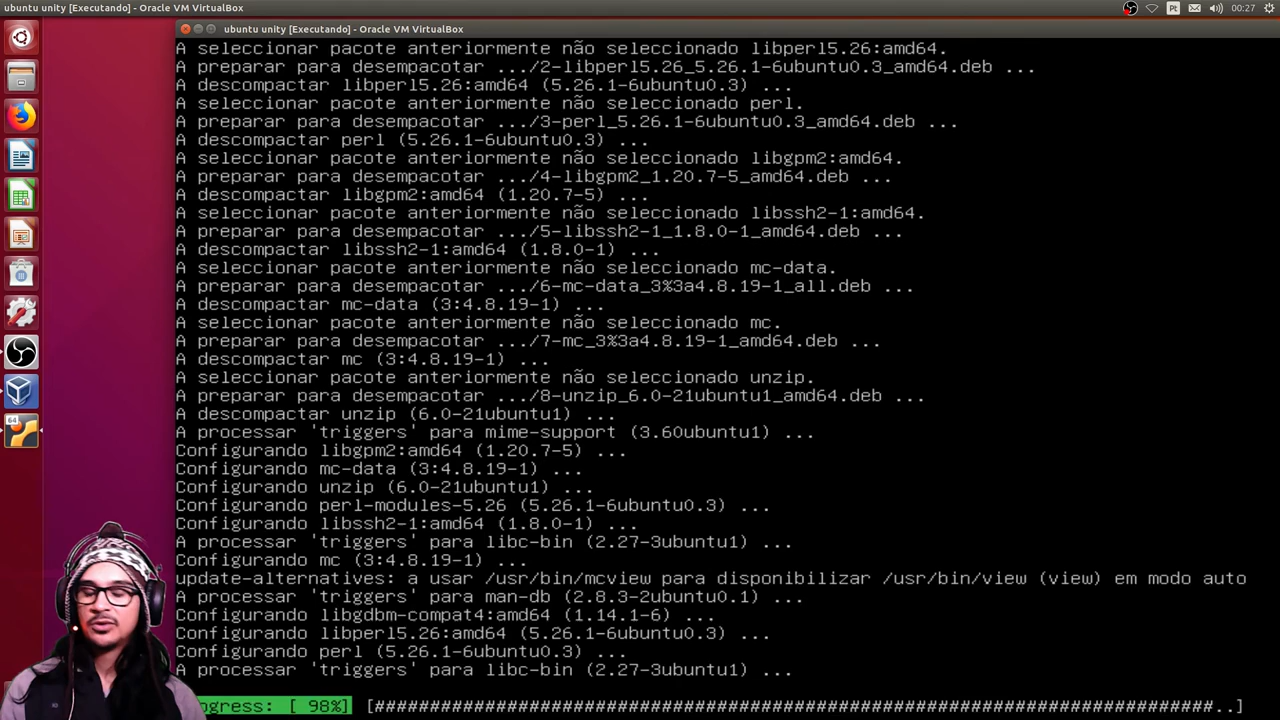 ubuntu unity [Executando] - Oracle VM VirtualBox
Pt
00:27
ubuntu unity [Executando] - Oracle VM VirtualBox
A seleccionar pacote anteriormente não seleccionado libperl5.26:amd64.
A preparar para desempacotar .../2-libperl5.26_5.26.1-6ubuntu0.3_amd64.deb ...
A descompactar libperl5.26:amd64 (5.26.1-6ubuntu0.3) ...
A seleccionar pacote anteriormente não seleccionado perl.
A preparar para desempacotar .../3-perl_5.26.1-6ubuntu0.3_amd64.deb ...
A descompactar perl (5.26.1-6ubuntu0.3) ...
A seleccionar pacote anteriormente não seleccionado libgpm2:amd64.
A preparar para desempacotar .../4-libgpm2_1.20.7-5_amd64.deb ...
A descompactar libgpm2:amd64 (1.20.7-5) ...
A seleccionar pacote anteriormente não seleccionado libssh2-1:amd64.
A preparar para desempacotar .../5-libssh2-1_1.8.0-1_amd64.deb ...
A descompactar libssh2-1:amd64 (1.8.0-1) ...
A seleccionar pacote anteriormente não seleccionado mc-data.
A preparar para desempacotar .../6-mc-data_3%3a4.8.19-1_all.deb ...
A descompactar mc-data (3:4.8.19-1) ...
A seleccionar pacote anteriormente não seleccionado mc.
A preparar para desempacotar .../7-mc_3%3a4.8.19-1_amd64.deb ...
A descompactar mc (3:4.8.19-1) ...
A seleccionar pacote anteriormente não seleccionado unzip.
A preparar para desempacotar .../8-unzip_6.0-21ubuntu1_amd64.deb ...
A descompactar unzip (6.0-21ubuntu1) ...
A processar 'triggers' para mime-support (3.60ubuntu1) ...
Configurando libgpm2:amd64 (1.20.7-5) ...
Configurando mc-data (3:4.8.19-1) ...
Configurando unzip (6.0-21ubuntu1) ...
Configurando perl-modules-5.26 (5.26.1-6ubuntu0.3) ...
Configurando libssh2-1:amd64 (1.8.0-1) ...
A processar 'triggers' para libc-bin (2.27-3ubuntu1) ...
Configurando mc (3:4.8.19-1) ...
update-alternatives: a usar /usr/bin/mcview para disponibilizar /usr/bin/view (view) em modo auto
A processar 'triggers' para man-db (2.8.3-2ubuntu0.1) ...
Configurando libgdbm-compat4:amd64 (1.14.1-6) ...
Configurando libperl5.26:amd64 (5.26.1-6ubuntu0.3) ...
Configurando perl (5.26.1-6ubuntu0.3) ...
A processar 'triggers' para libc-bin (2.27-3ubuntu1) ...
ogress: [ 98%] [##############################################################################..]
64